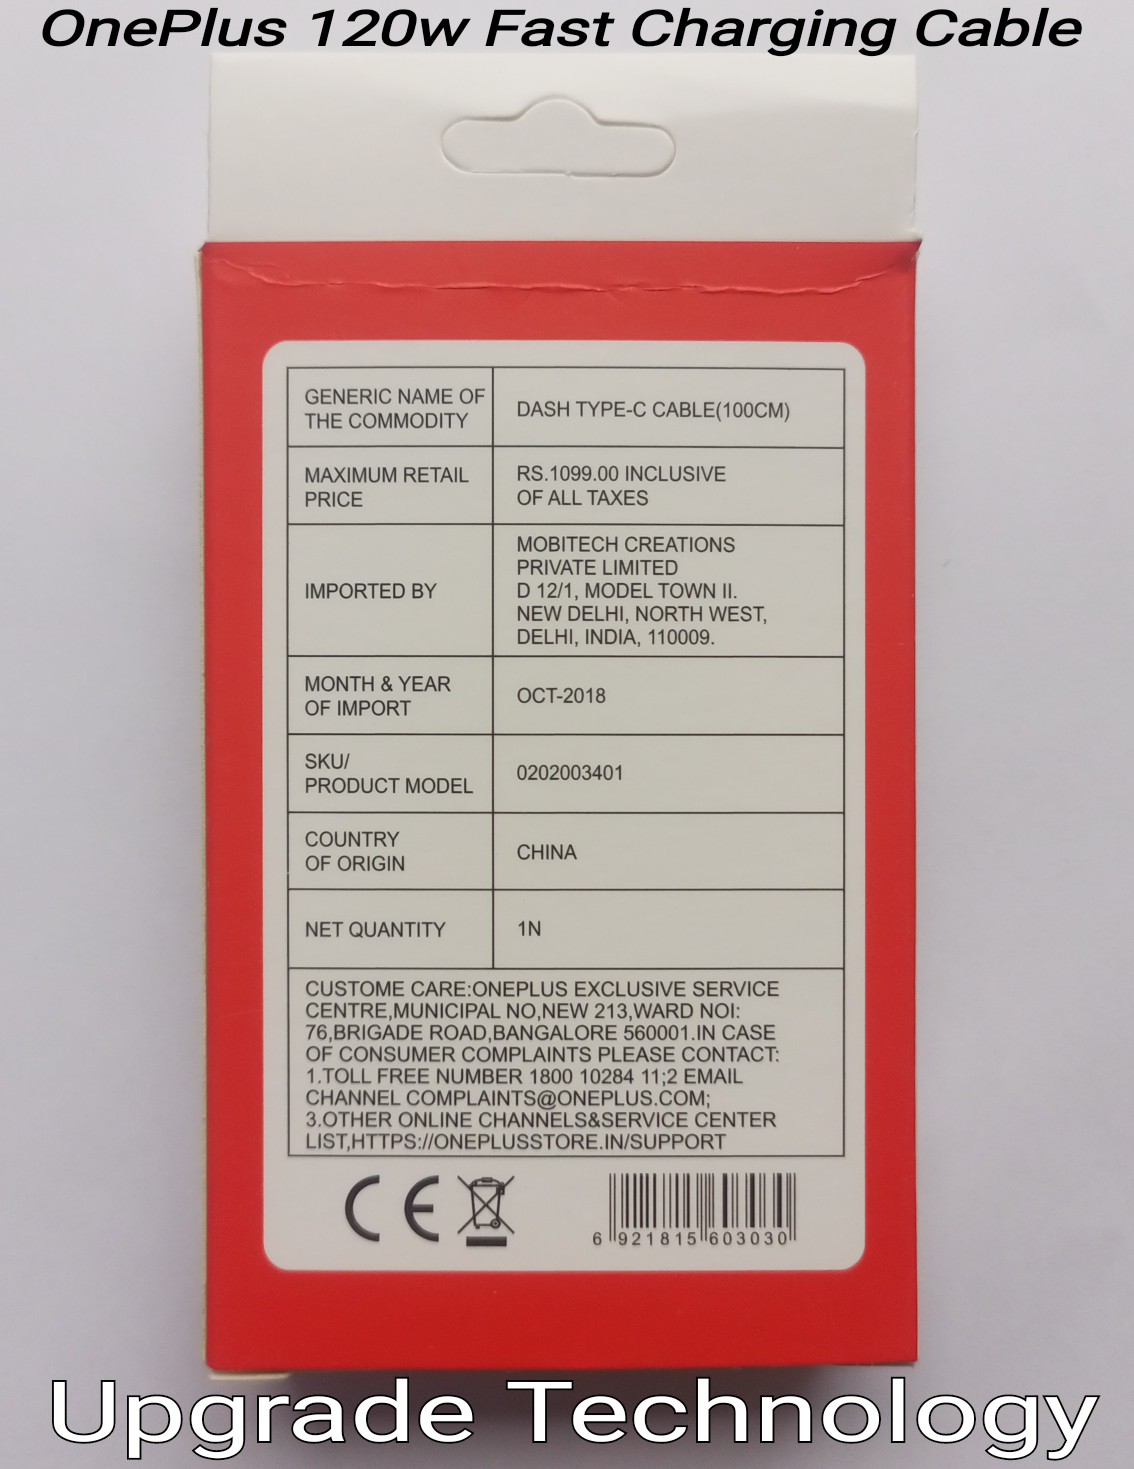 OnePlus 120w Fast Charging Cable
GENERIC NAME OF
THE COMMODITY
DASH TYPE-C CABLE(100CM)
MAXIMUM RETAIL
PRICE
RS.1099.00 INCLUSIVE
OF ALL TAXES
IMPORTED BY
MOBITECH CREATIONS
PRIVATE LIMITED
D 12/1, MODEL TOWN II.
NEW DELHI, NORTH WEST,
DELHI, INDIA, 110009.
MONTH & YEAR
OF IMPORT
OCT-2018
SKU/
PRODUCT MODEL
0202003401
COUNTRY
OF ORIGIN
CHINA
NET QUANTITY
1N
CUSTOME CARE:ONEPLUS EXCLUSIVE SERVICE
CENTRE,MUNICIPAL NO,NEW 213,WARD NOI:
76,BRIGADE ROAD,BANGALORE 560001.IN CASE
OF CONSUMER COMPLAINTS PLEASE CONTACT:
1.TOLL FREE NUMBER 1800 10284 11;2 EMAIL
CHANNEL COMPLAINTS@ONEPLUS.COM;
3.OTHER ONLINE CHANNELS&SERVICE CENTER
LIST,HTTPS://ONEPLUSSTORE.IN/SUPPORT
CE
6 921815 603030
Upgrade Technology